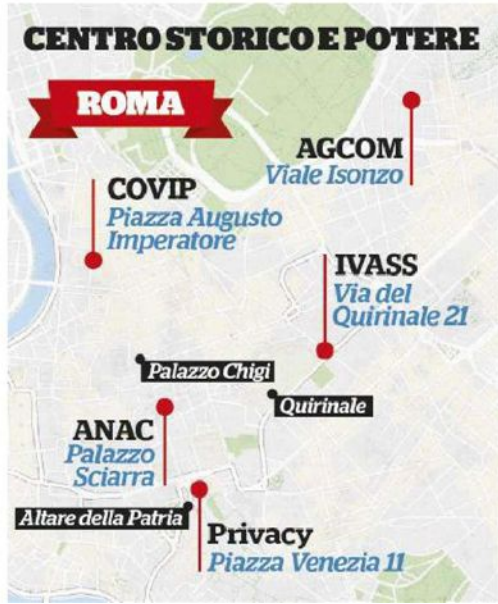 CENTRO STORICO E POTERE
ROMA
AGCOM
Viale Isonzo
COVIP
Piazza Augusto
Imperatore
IVASS
Via del
Quirinale 21
Palazzo Chigi
Quirinale
ANAC
Palazzo
Sciarra
Altare della Patria
Privacy
Piazza Venezia 11